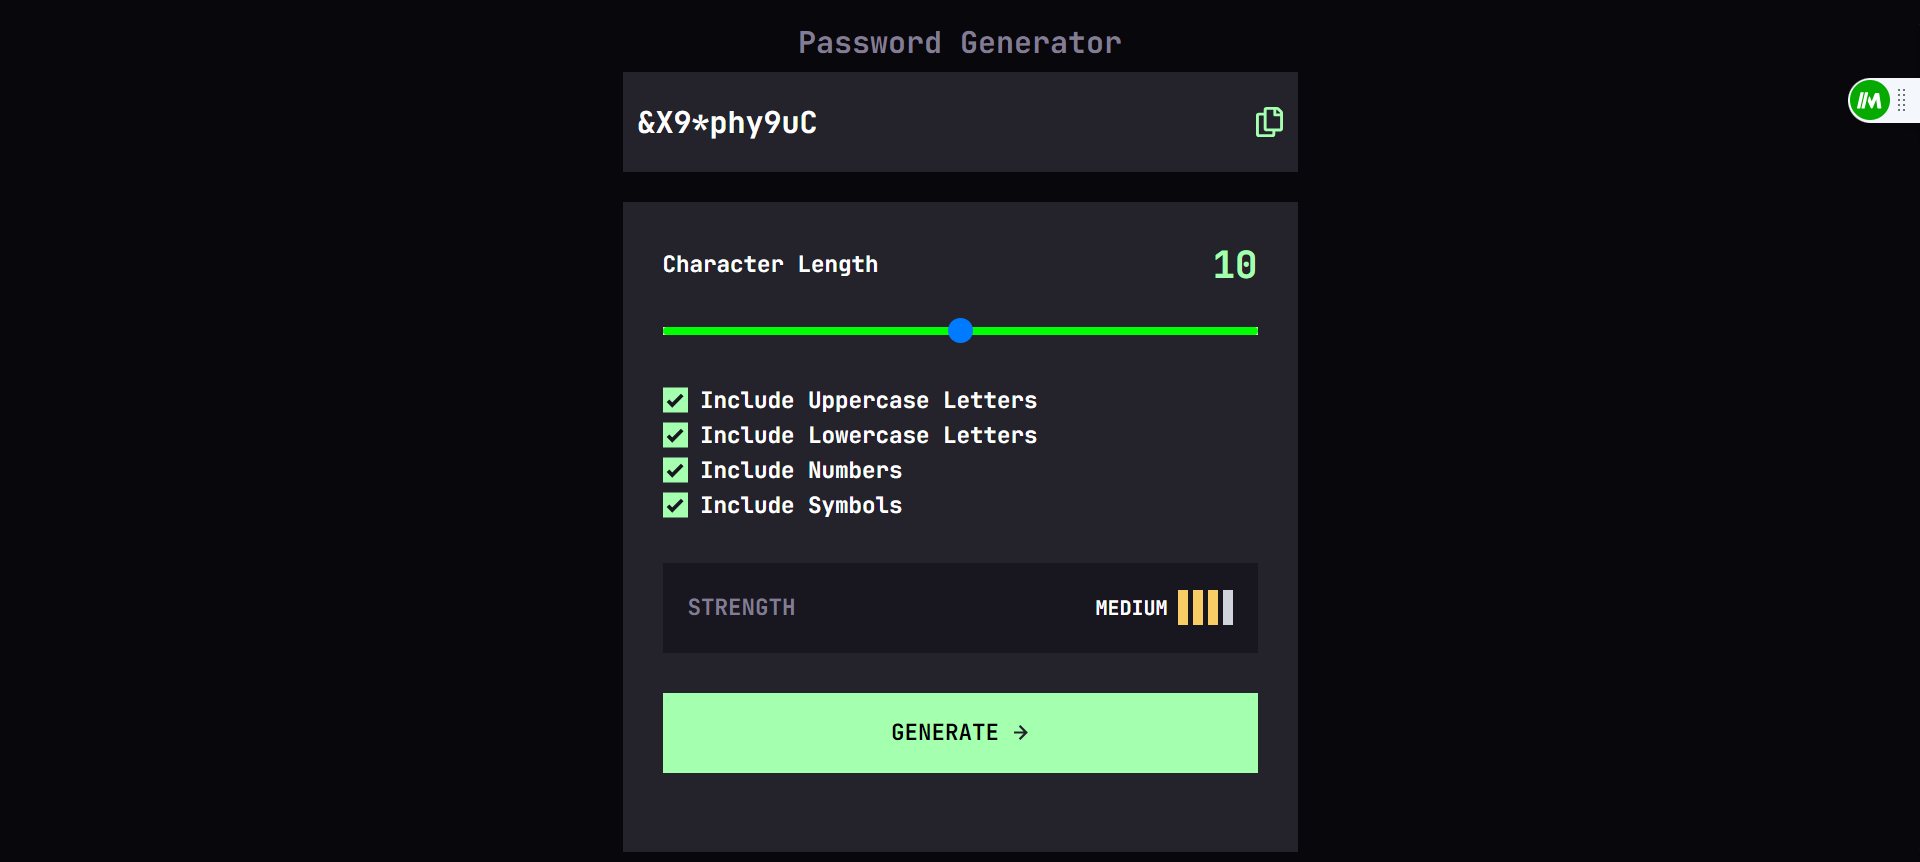 Password Generator
&X9*phy9uC
Character Length
10
Include Uppercase Letters
Include Lowercase Letters
Include Numbers
Include Symbols
STRENGTH
MEDIUM
GENERATE →